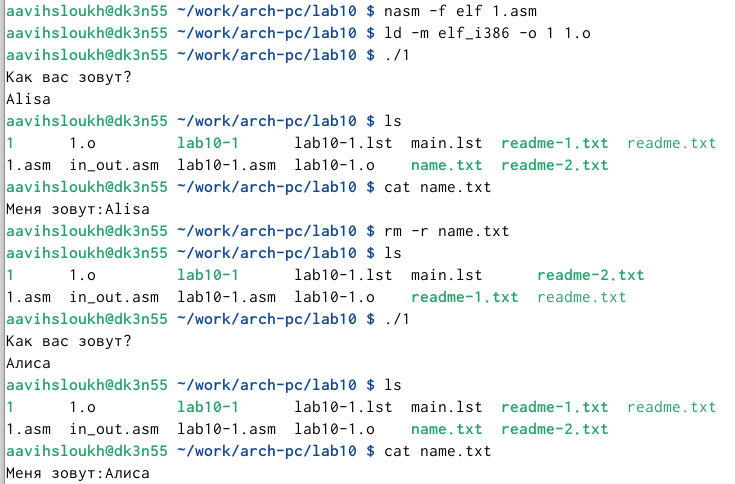 aavihsloukh@dk3n55 ~/work/arch-pc/lab10 $ nasm -f elf 1.asm
aavihsloukh@dk3n55 ~/work/arch-pc/lab10 $ ld -m elf_i386 -o 1 1.o
aavihsloukh@dk3n55 ~/work/arch-pc/lab10 $ ./1
Как вас зовут?
Alisa
aavihsloukh@dk3n55 ~/work/arch-pc/lab10 $ ls
1      1.o        lab10-1      lab10-1.lst  main.lst  readme-1.txt  readme.txt
1.asm  in_out.asm  lab10-1.asm  lab10-1.o    name.txt  readme-2.txt
aavihsloukh@dk3n55 ~/work/arch-pc/lab10 $ cat name.txt
Меня зовут:Alisa
aavihsloukh@dk3n55 ~/work/arch-pc/lab10 $ rm -r name.txt
aavihsloukh@dk3n55 ~/work/arch-pc/lab10 $ ls
1      1.o        lab10-1      lab10-1.lst  main.lst      readme-2.txt
1.asm  in_out.asm  lab10-1.asm  lab10-1.o    readme-1.txt  readme.txt
aavihsloukh@dk3n55 ~/work/arch-pc/lab10 $ ./1
Как вас зовут?
Алиса
aavihsloukh@dk3n55 ~/work/arch-pc/lab10 $ ls
1      1.o        lab10-1      lab10-1.lst  main.lst  readme-1.txt  readme.txt
1.asm  in_out.asm  lab10-1.asm  lab10-1.o    name.txt  readme-2.txt
aavihsloukh@dk3n55 ~/work/arch-pc/lab10 $ cat name.txt
Меня зовут:Алиса